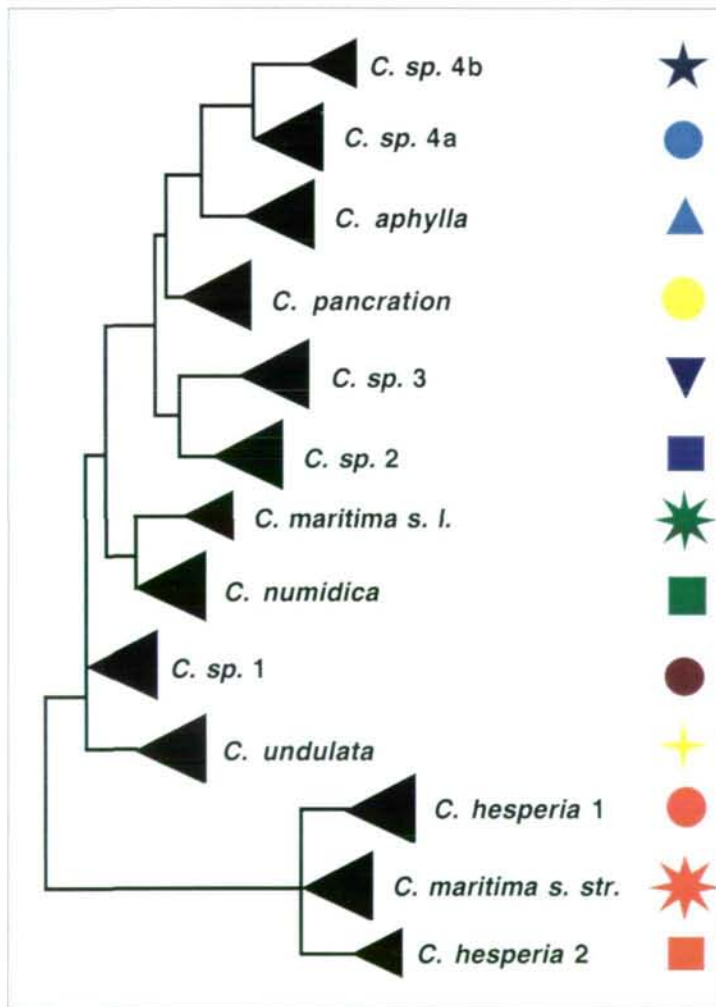 C. sp. 4b
C. sp. 4a
C. aphylla
C. pancration
C. sp. 3
C. sp. 2
C. maritima s. l.
C. numidica
C. sp. 1
C. undulata
C. hesperia 1
C. maritima s. str.
C. hesperia 2